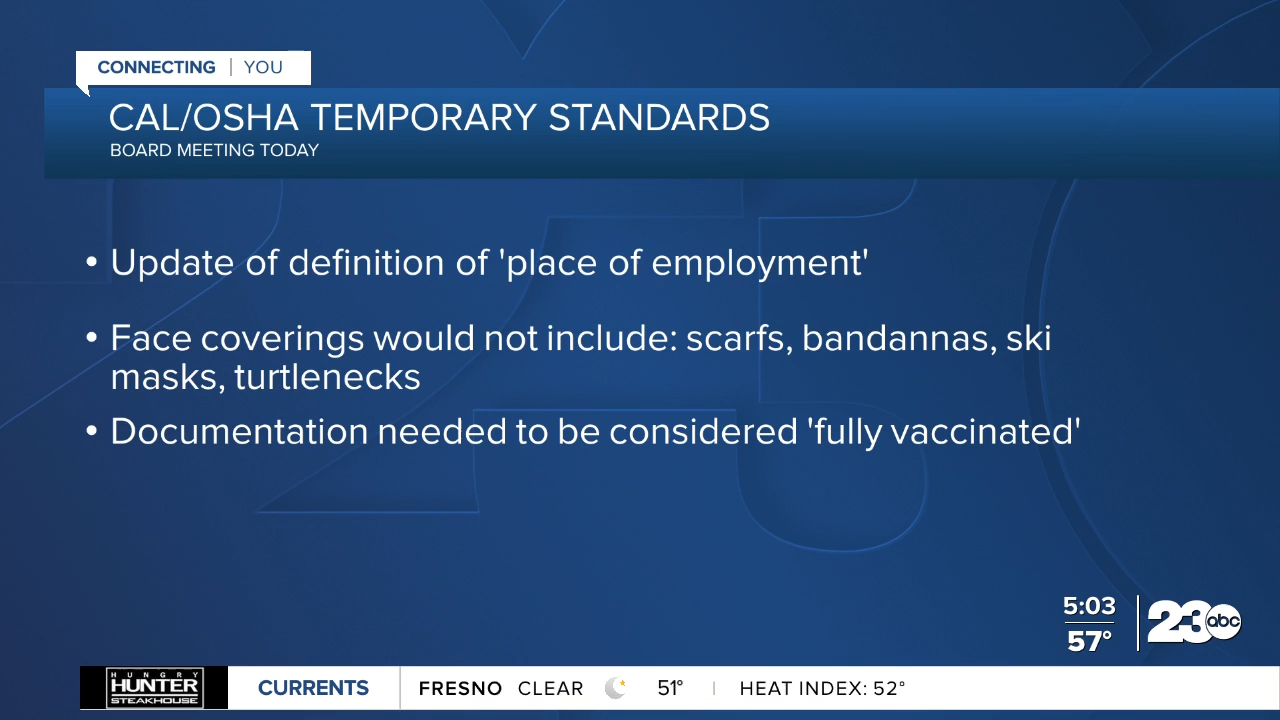 CONNECTING | YOU
CAL/OSHA TEMPORARY STANDARDS
BOARD MEETING TODAY
• Update of definition of 'place of employment'
• Face coverings would not include: scarfs, bandannas, ski
masks, turtlenecks
• Documentation needed to be considered 'fully vaccinated'
5:03
57°
23 abc
HUNGRY
HUNTER
STEAKHOUSE
CURRENTS
FRESNO CLEAR 51° | HEAT INDEX: 52°